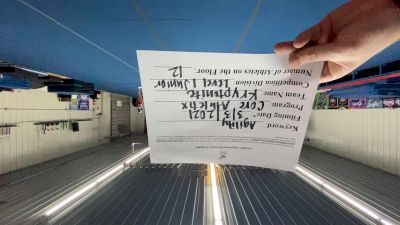 Keyword Agility
Filming Date: 3/3/2021
Program: Core Athletix
Team Name: Kryptonite
Competition Division: Level 1 Junior
Number of Athletes on the Floor: 12